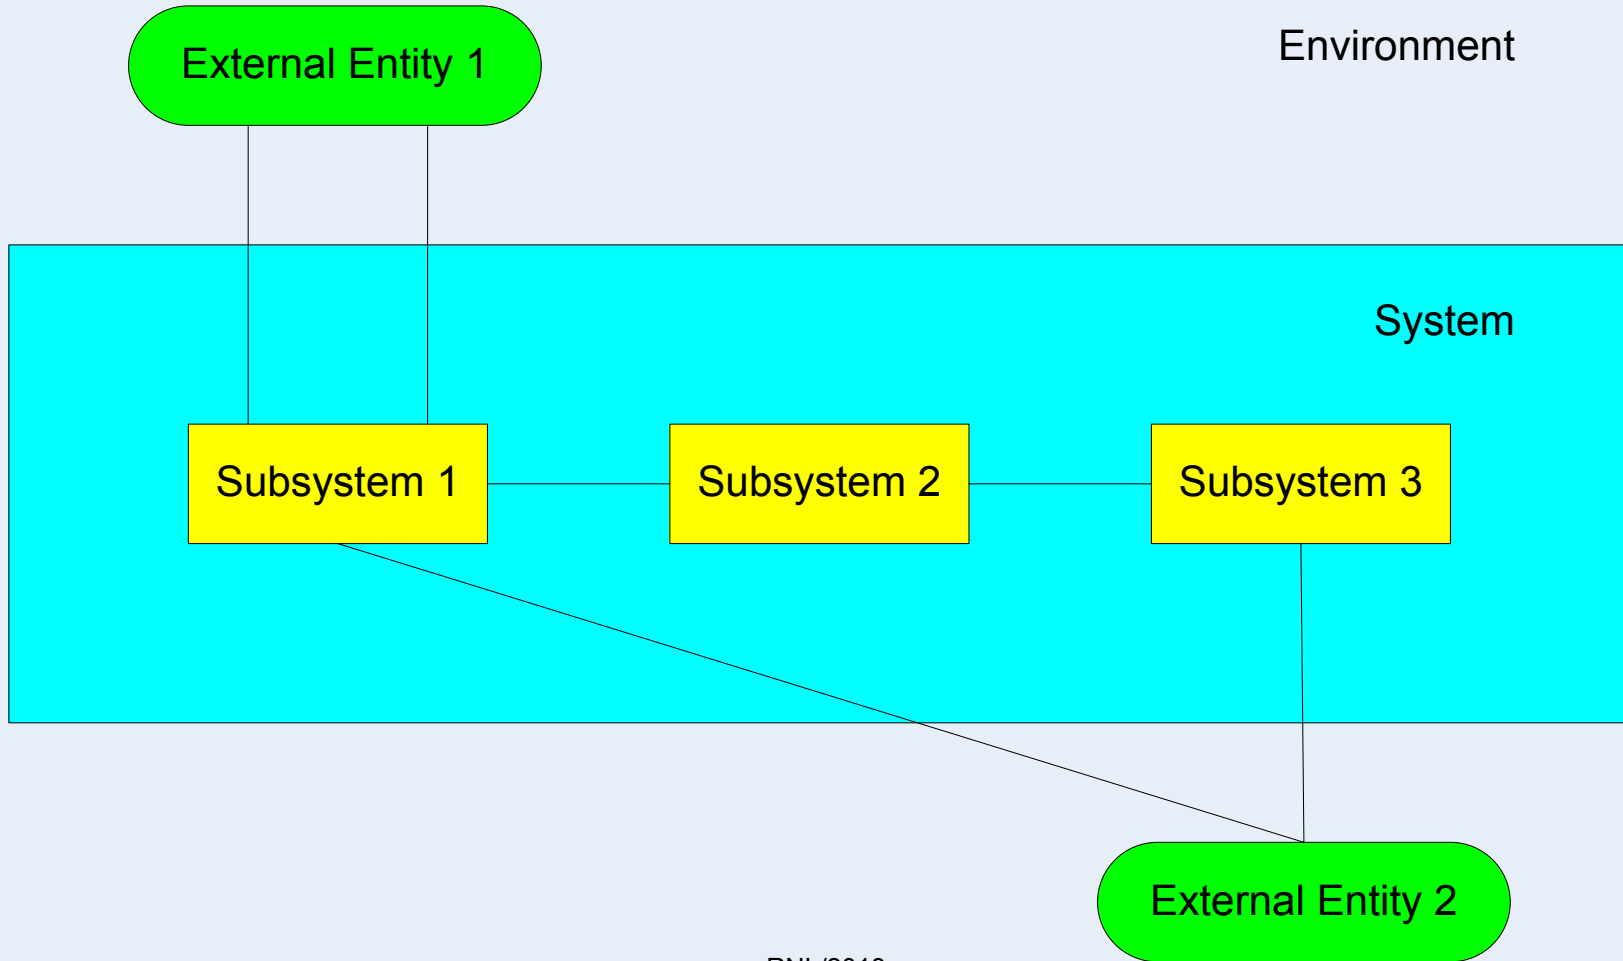 External Entity 1
Environment
System
Subsystem 1
Subsystem 2
Subsystem 3
External Entity 2